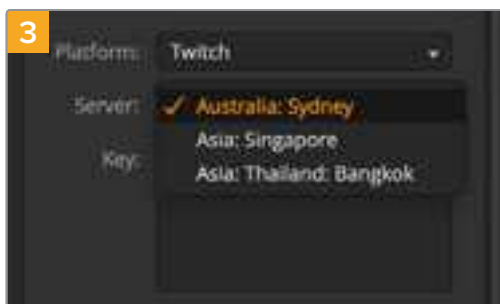 3
Platform: Twitch
Server: ✓ Australia: Sydney
Asia: Singapore
Key:
Asia: Thailand: Bangkok